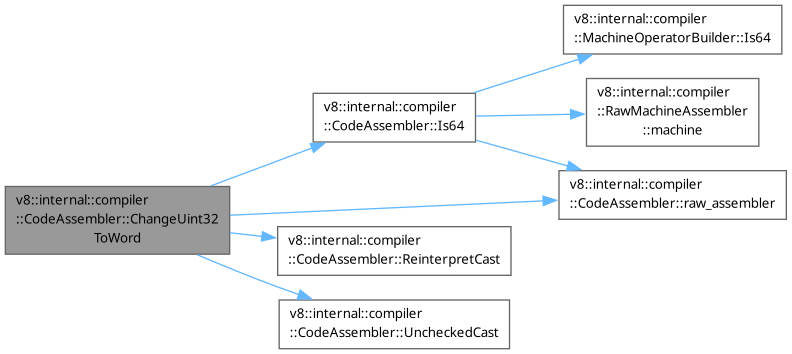 v8::internal::compiler
::CodeAssembler::ChangeUint32
ToWord
v8::internal::compiler
::CodeAssembler::Is64
v8::internal::compiler
::MachineOperatorBuilder::Is64
v8::internal::compiler
::RawMachineAssembler
::machine
v8::internal::compiler
::CodeAssembler::raw_assembler
v8::internal::compiler
::CodeAssembler::ReinterpretCast
v8::internal::compiler
::CodeAssembler::UncheckedCast